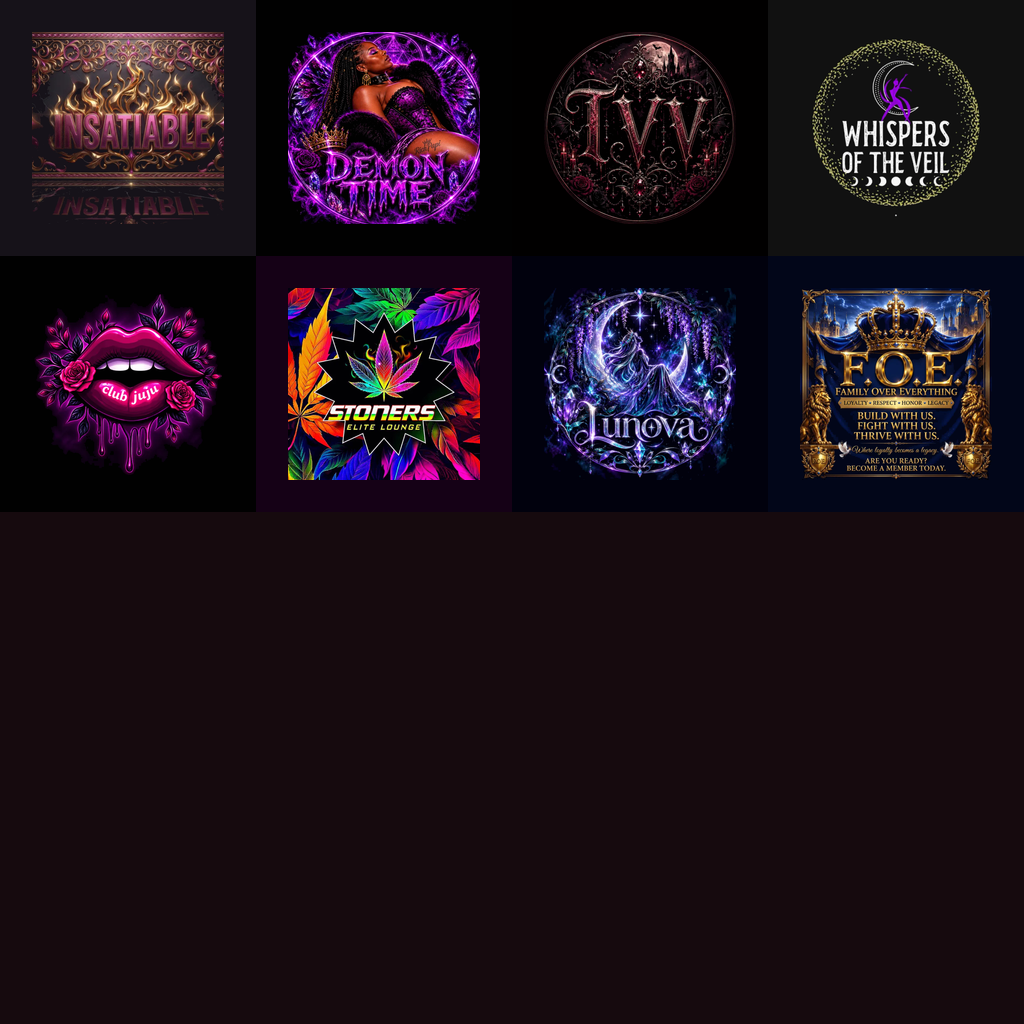 INSATIABLE
INSATIABLE
DEMON
TIME
TVV
WHISPERS
OF THE VEIL
club juju
STONERS
ELITE LOUNGE
Lunova
F.O.E.
FAMILY OVER EVERYTHING
LOYALTY • RESPECT • HONOR • LEGACY
BUILD WITH US.
FIGHT WITH US.
THRIVE WITH US.
Where loyalty becomes a legacy.
ARE YOU READY?
BECOME A MEMBER TODAY.